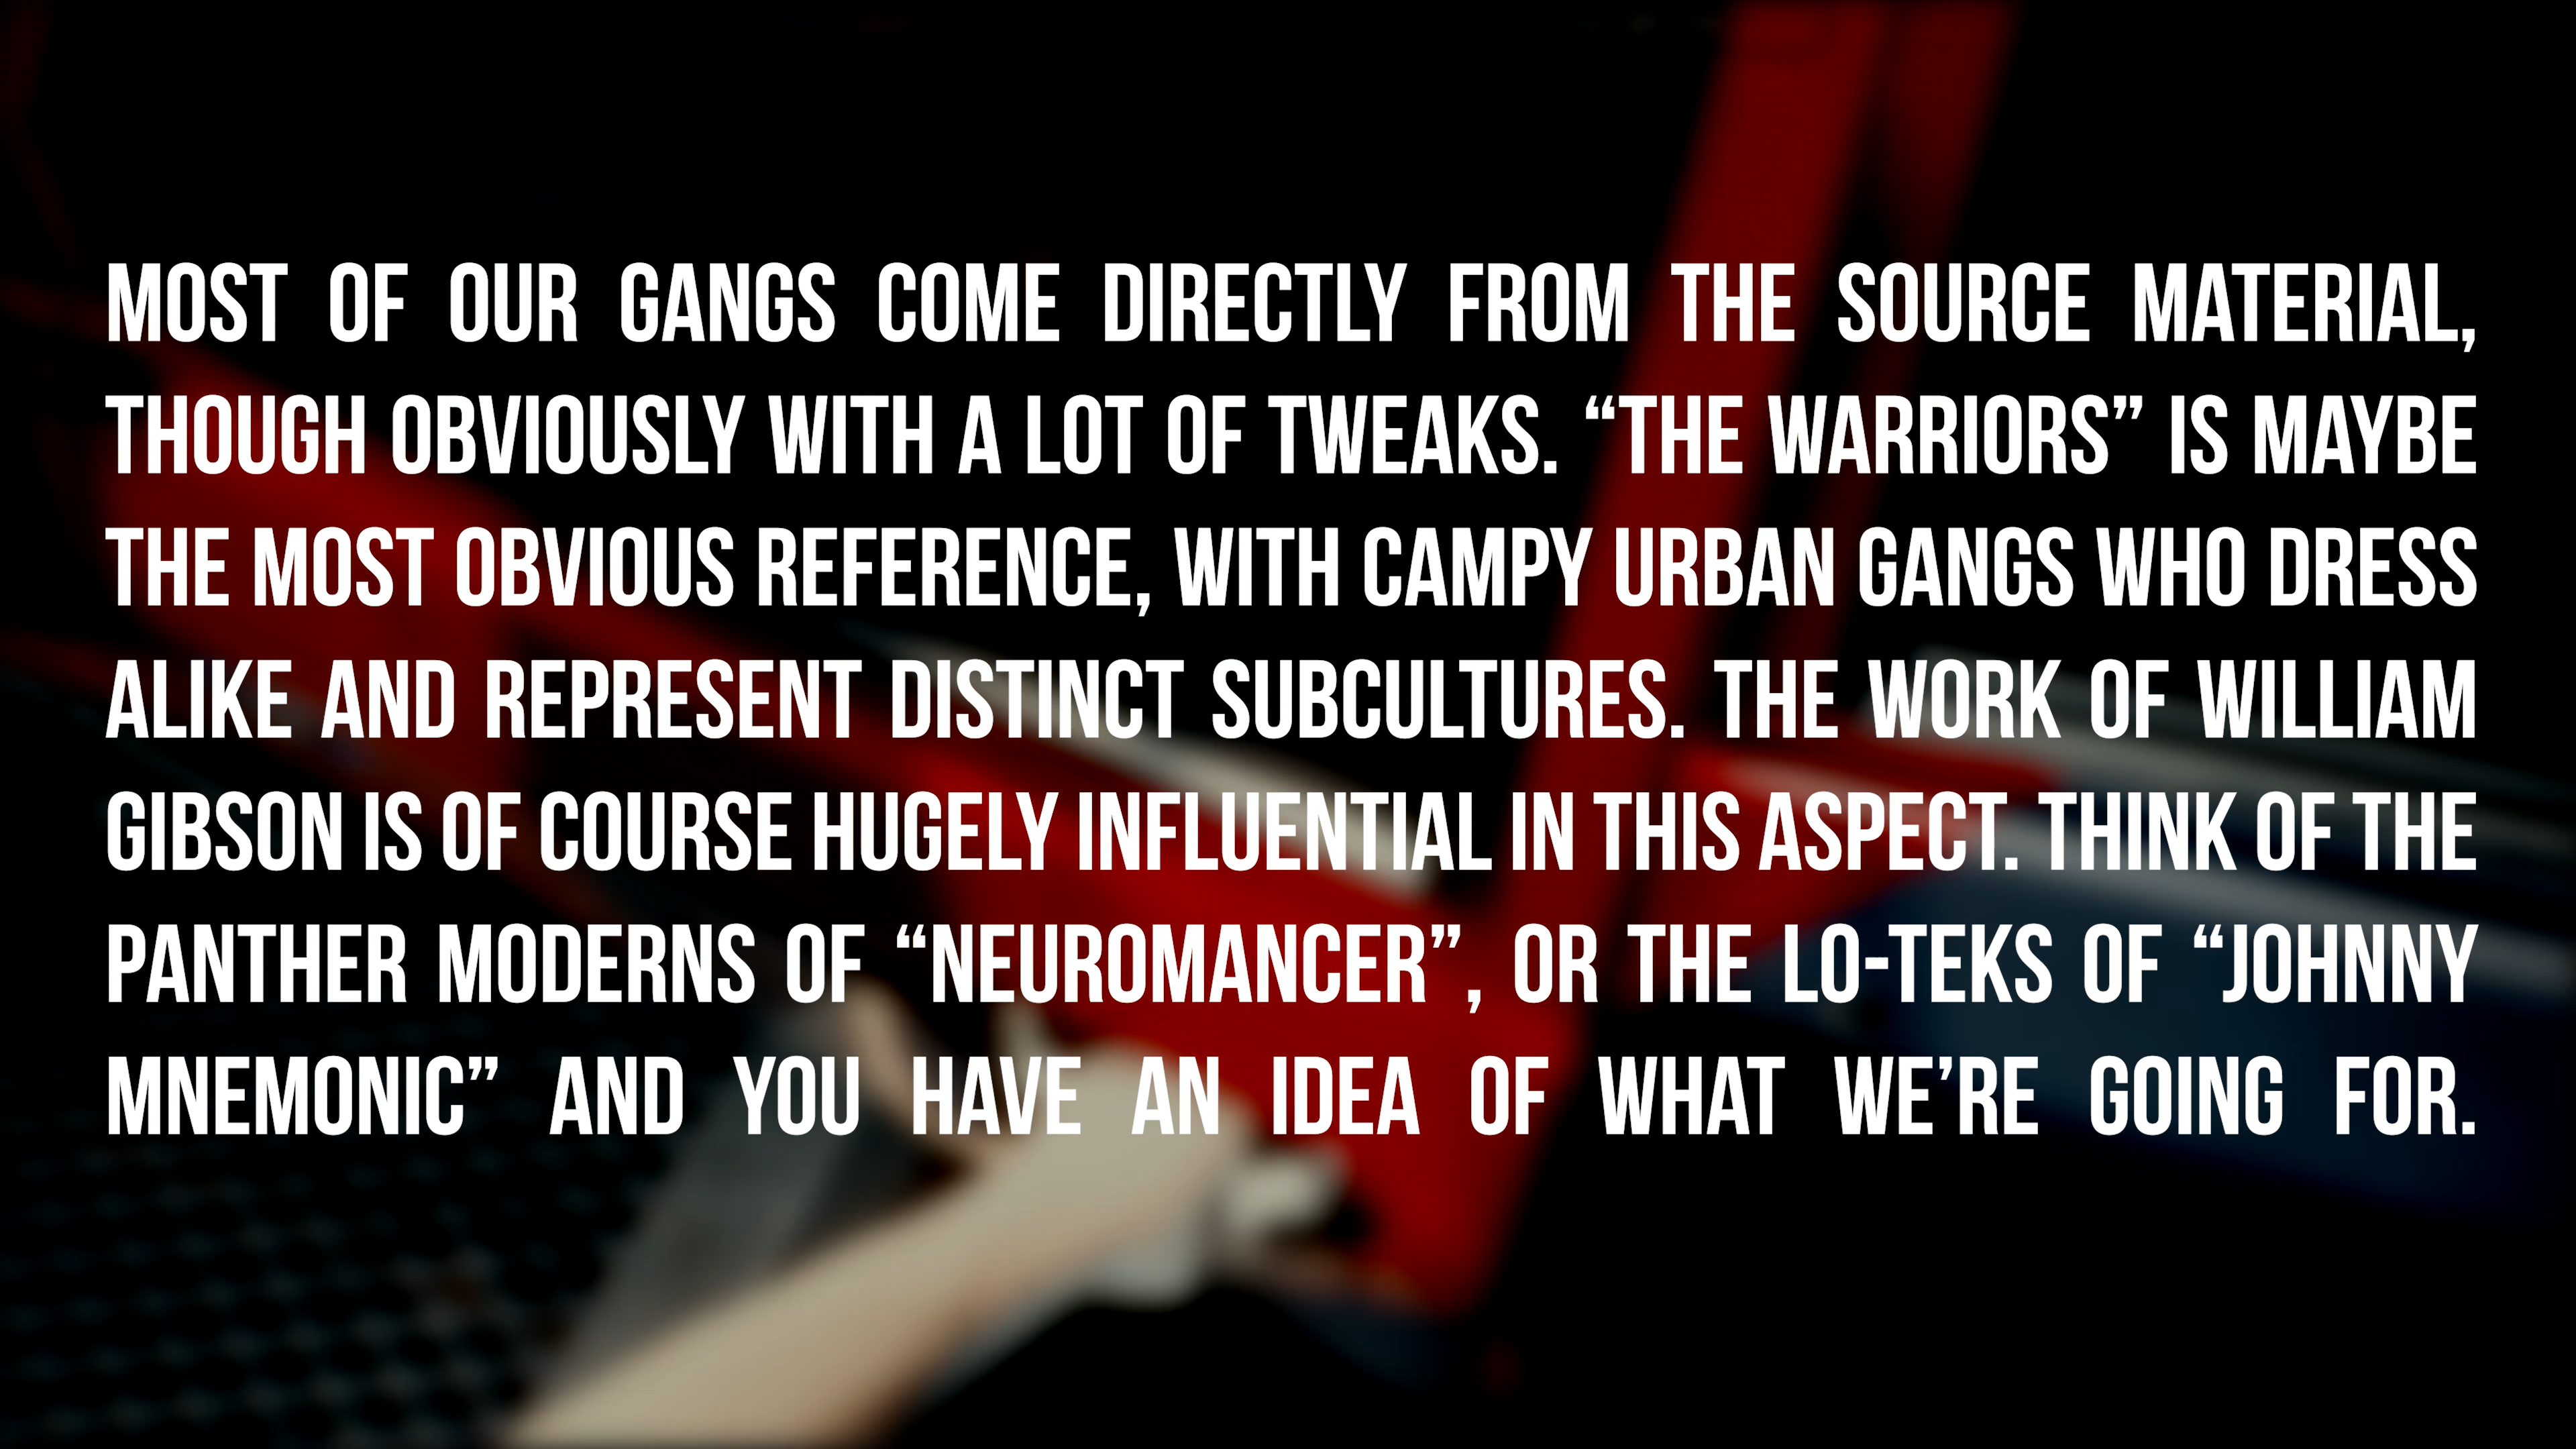 MOST OF OUR GANGS COME DIRECTLY FROM THE SOURCE MATERIAL,
THOUGH OBVIOUSLY WITH A LOT OF TWEAKS. “THE WARRIORS” IS MAYBE
THE MOST OBVIOUS REFERENCE, WITH CAMPY URBAN GANGS WHO DRESS
ALIKE AND REPRESENT DISTINCT SUBCULTURES. THE WORK OF WILLIAM
GIBSON IS OF COURSE HUGELY INFLUENTIAL IN THIS ASPECT. THINK OF THE
PANTHER MODERNS OF “NEUROMANCER”, OR THE LO-TEKS OF “JOHNNY
MNEMONIC” AND YOU HAVE AN IDEA OF WHAT WE’RE GOING FOR.